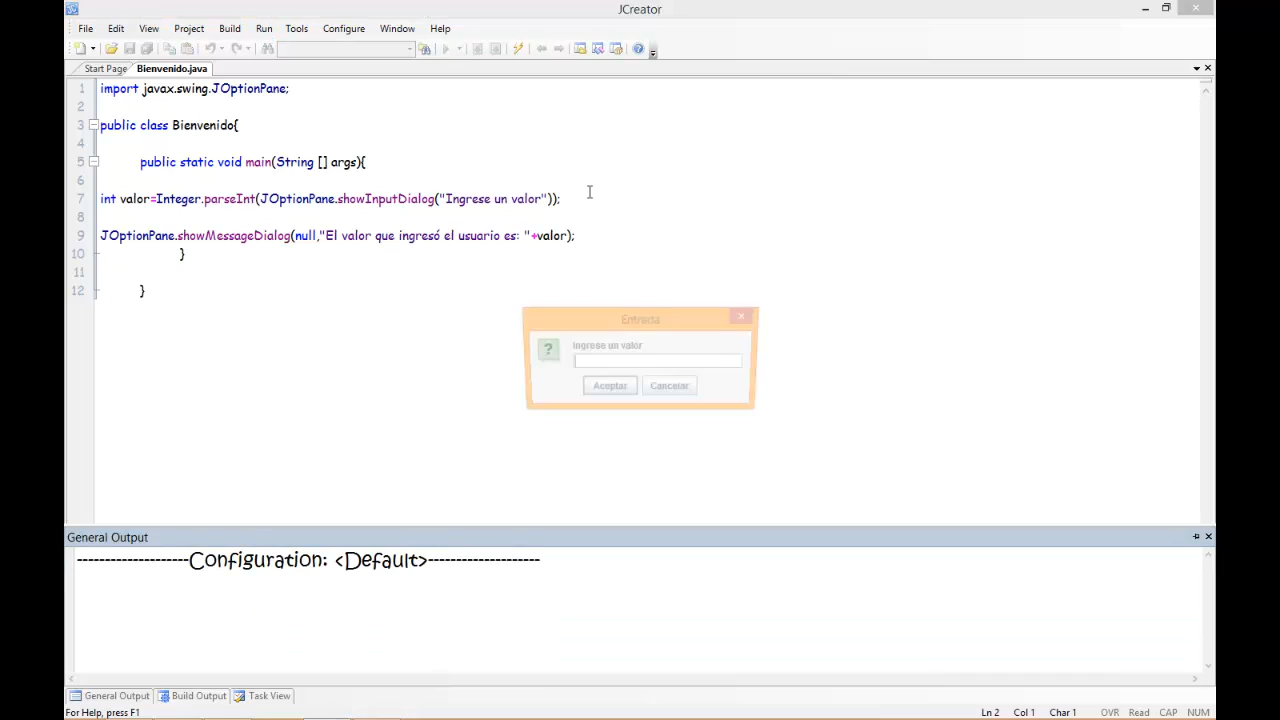 JCreator
File Edit View Project Build Run Tools Configure Window Help
Start Page Bienvenido.java
1 import javax.swing.JOptionPane;
2
3 public class Bienvenido{
4
5 public static void main(String [] args){
6
7 int valor=Integer.parseInt(JOptionPane.showInputDialog("Ingrese un valor"));
8
9 JOptionPane.showMessageDialog(null,"El valor que ingresó el usuario es: "+valor);
10 }
11
12 }
Entrada
?
Ingrese un valor
Aceptar Cancelar
General Output
--------------------Configuration: <Default>--------------------
General Output Build Output Task View
For Help, press F1 Ln 2 Col 1 Char 1 OVR Read CAP NUM